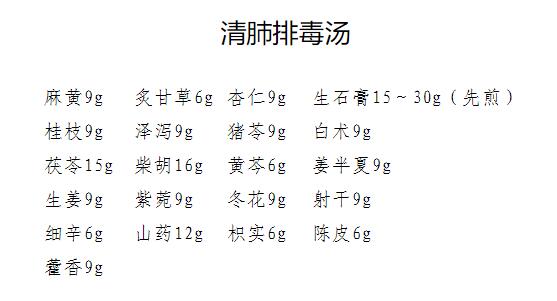 清肺排毒汤
麻黄9g 炙甘草6g 杏仁9g 生石膏15～30g（先煎）
桂枝9g 泽泻9g 猪苓9g 白术9g
茯苓15g 柴胡16g 黄芩6g 姜半夏9g
生姜9g 紫菀9g 冬花9g 射干9g
细辛6g 山药12g 枳实6g 陈皮6g
藿香9g